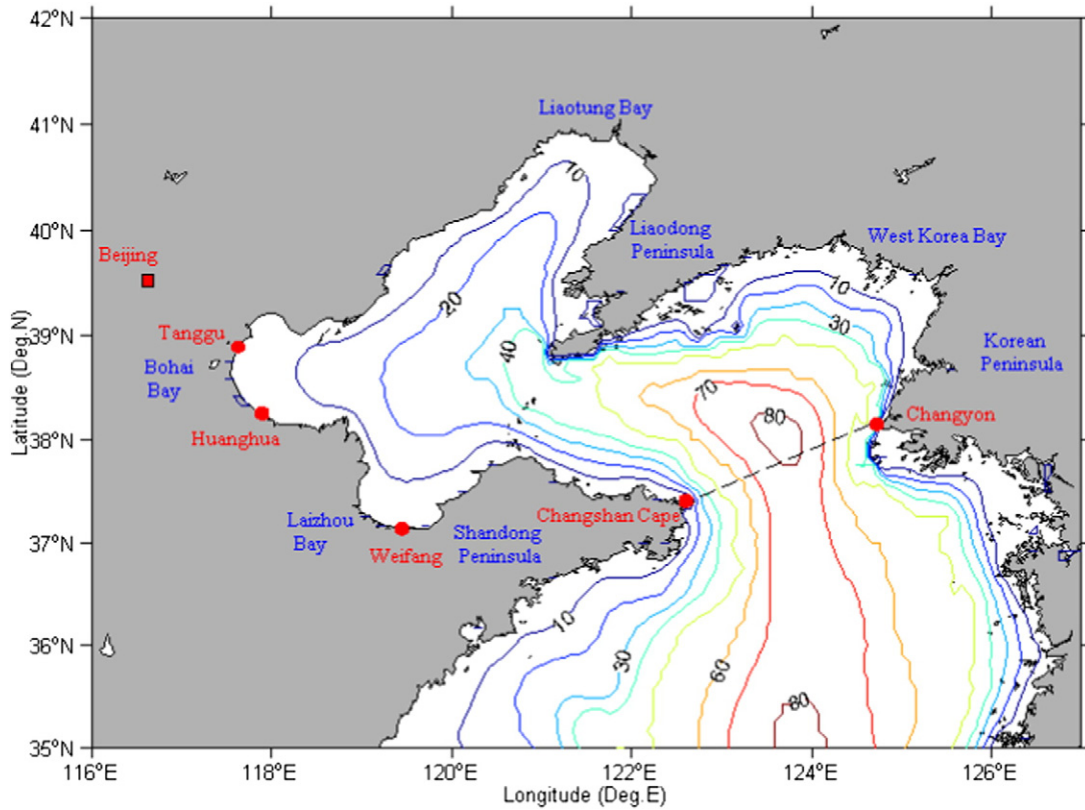 42°N
41°N
40°N
39°N
38°N
37°N
36°N
35°N
116°E
118°E
120°E
122°E
124°E
126°E
Latitude (Deg.N)
Longitude (Deg.E)
Liaotung Bay
10
Liaodong
Peninsula
West Korea Bay
Beijing
20
10
30
Tanggu
40
Korean
Peninsula
Bohai
Bay
70
80
Changyon
Huanghua
Laizhou
Bay
Weifang
Shandong
Peninsula
Changshan Cape
10
30
60
80